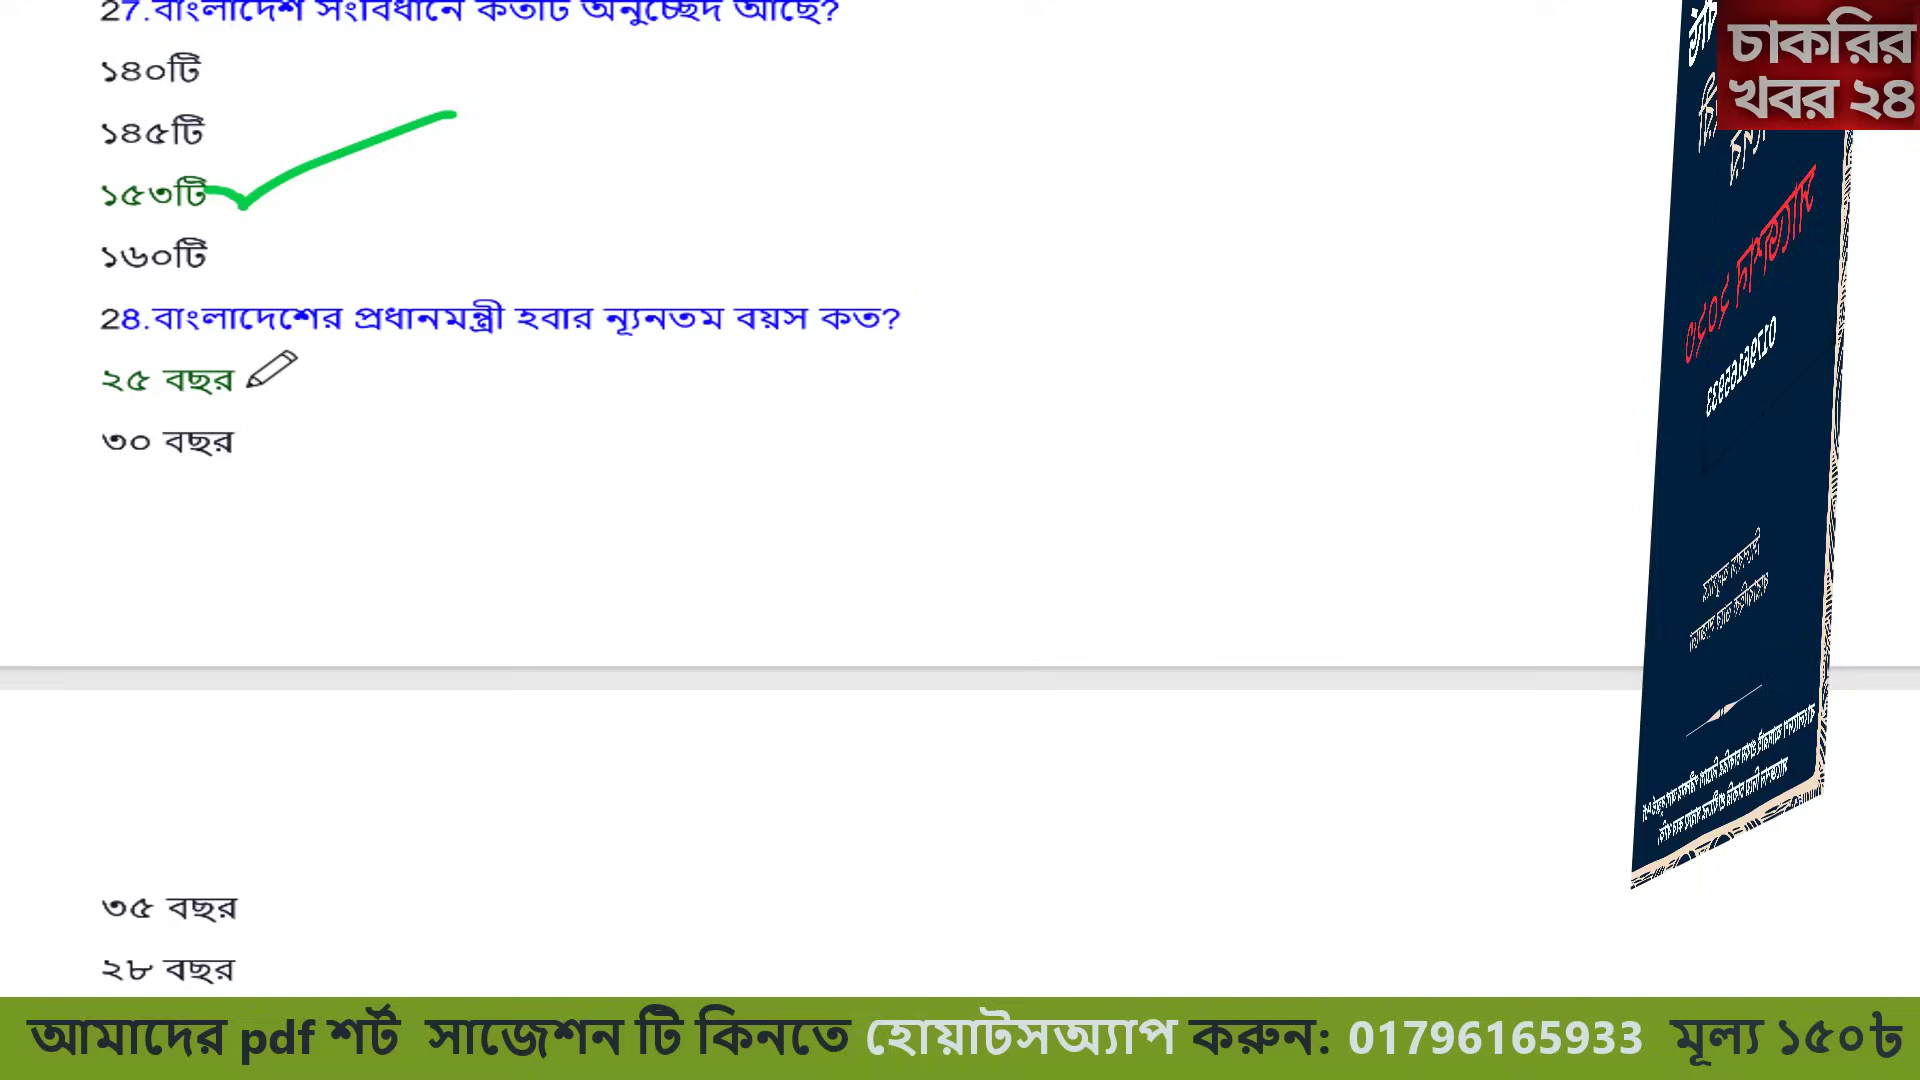 27.বাংলাদেশ সংবিধানে কতটি অনুচ্ছেদ আছে?
১৪০টি
১৪৫টি
১৫৩টি
১৬০টি
28.বাংলাদেশের প্রধানমন্ত্রী হবার ন্যূনতম বয়স কত?
২৫ বছর
৩০ বছর
৩৫ বছর
২৮ বছর
চাকরির
খবর ২৪
01796165933
আমাদের pdf শর্ট সাজেশন টি কিনতে হোয়াটসঅ্যাপ করুন: 01796165933 মূল্য ১৫০৳